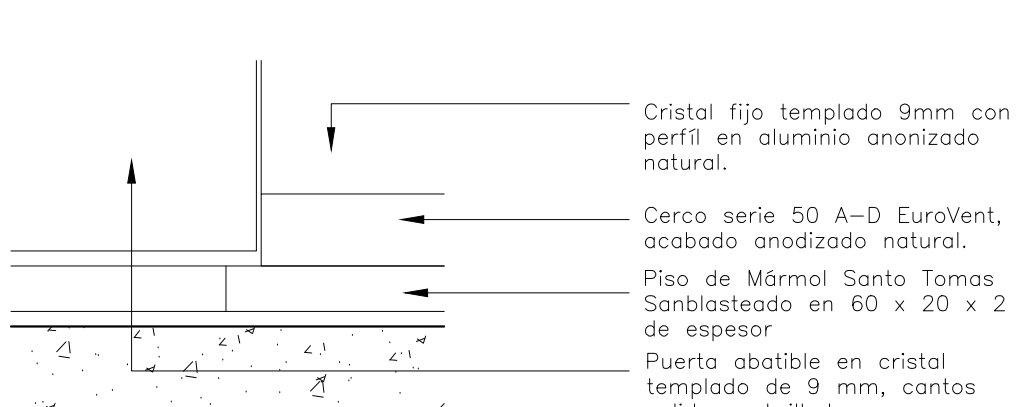 Cristal fijo templado 9mm con
perfíl en aluminio anonizado
natural.
Cerco serie 50 A-D EuroVent,
acabado anodizado natural.
Piso de Mármol Santo Tomas
Sanblasteado en 60 x 20 x 2
de espesor
Puerta abatible en cristal
templado de 9 mm, cantos